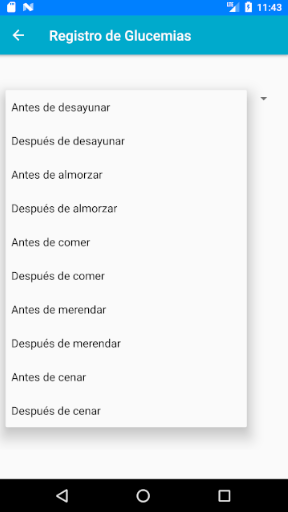 11:43
Registro de Glucemias
Antes de desayunar
Después de desayunar
Antes de almorzar
Después de almorzar
Antes de comer
Después de comer
Antes de merendar
Después de merendar
Antes de cenar
Después de cenar